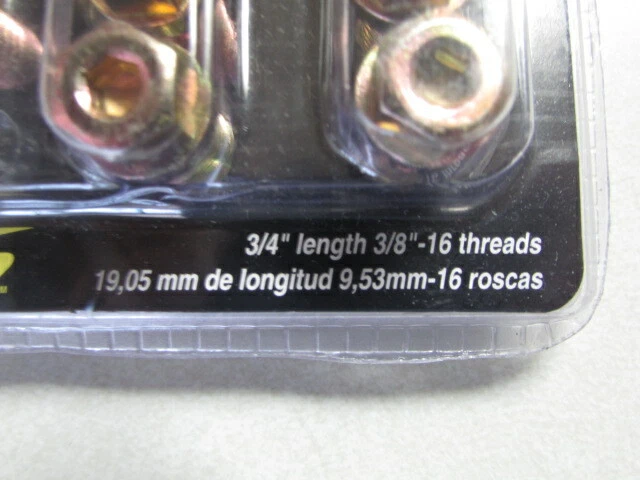 3/4" length 3/8"-16 threads
19,05 mm de longitud 9,53mm-16 roscas